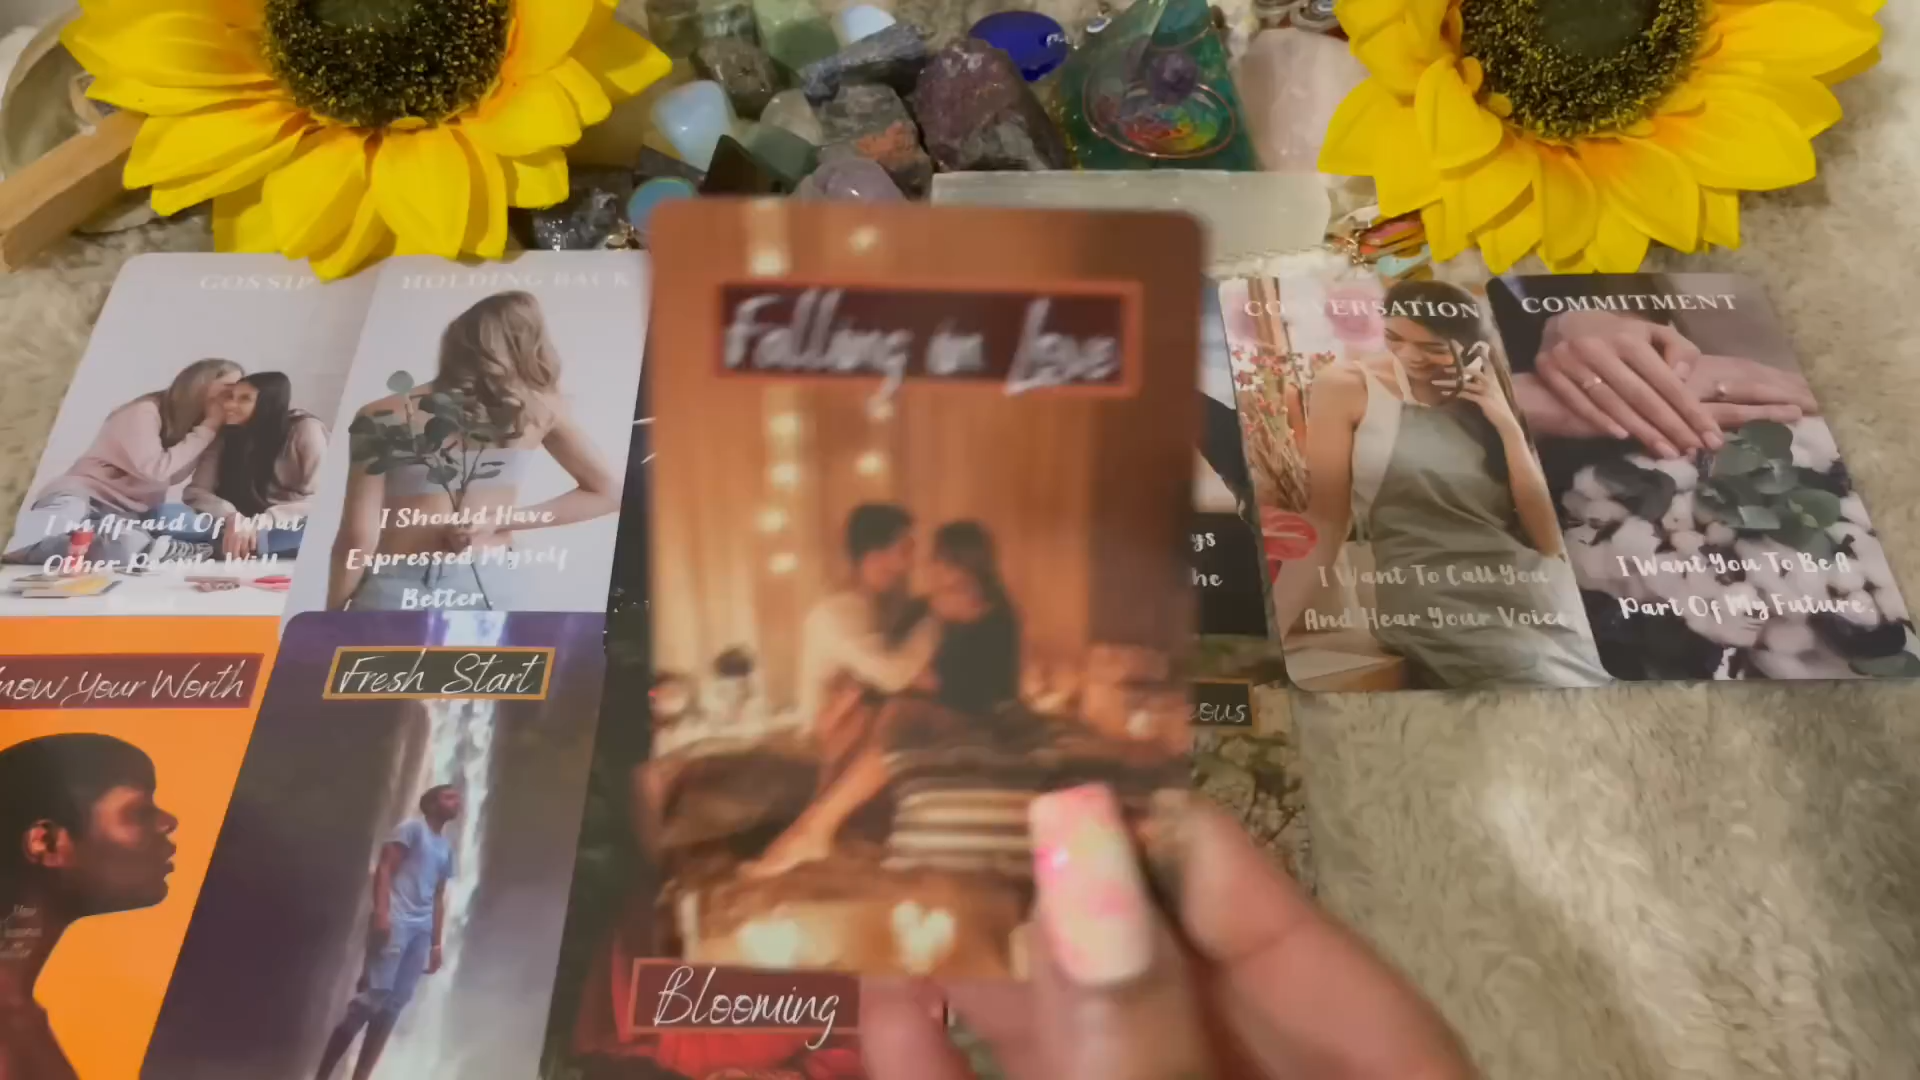 GOSSIP
I'm Afraid Of What
Other People Will
HOLDING BACK
I Should Have
Expressed Myself
Better.
Falling in Love
CONVERSATION
I Want To Call You
And Hear Your Voice
COMMITMENT
I Want You To Be A
Part Of My Future.
Know Your Worth
Fresh Start
Blooming